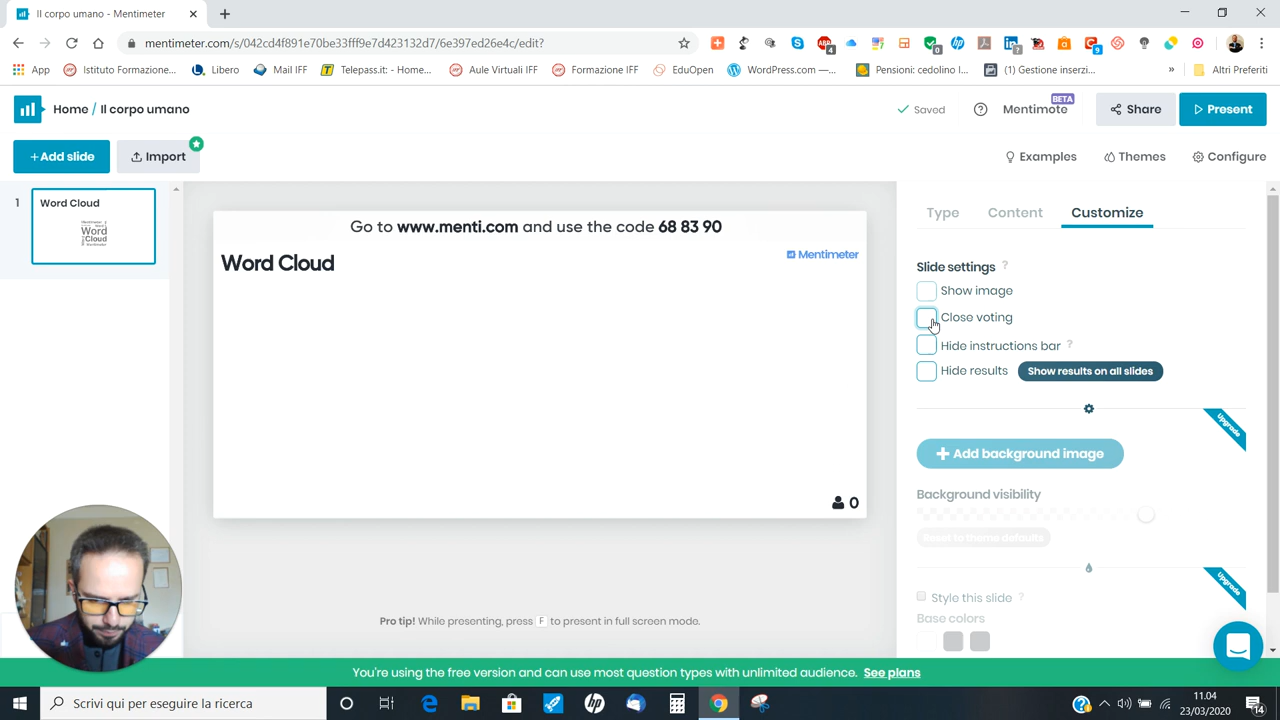 Il corpo umano - Mentimeter
mentimeter.com/s/042cd4f891e70be33fff9s7d423132d7/6e397ed26e4c/edit?
App
Istituto Formazione...
Libero
Mail IFF
Telepass.it: - Home...
Aule Virtuali IFF
Formazione IFF
EduOpen
WordPress.com —...
Pensioni: cedolino I...
(1) Gestione inserzi...
»
Altri Preferiti
Home / Il corpo umano
Saved
Mentimote
BETA
Share
Present
+Add slide
Import
Examples
Themes
Configure
1
Word Cloud
Word
Cloud
Go to www.menti.com and use the code 68 83 90
Word Cloud
Mentimeter
0
Pro tip! While presenting, press F to present in full screen mode.
Type
Content
Customize
Slide settings ?
Show image
Close voting
Hide instructions bar ?
Hide results
Show results on all slides
Upgrade
+ Add background image
Background visibility
Reset to theme defaults
Upgrade
Style this slide ?
Base colors
You're using the free version and can use most question types with unlimited audience. See plans
Scrivi qui per eseguire la ricerca
11.04
23/03/2020